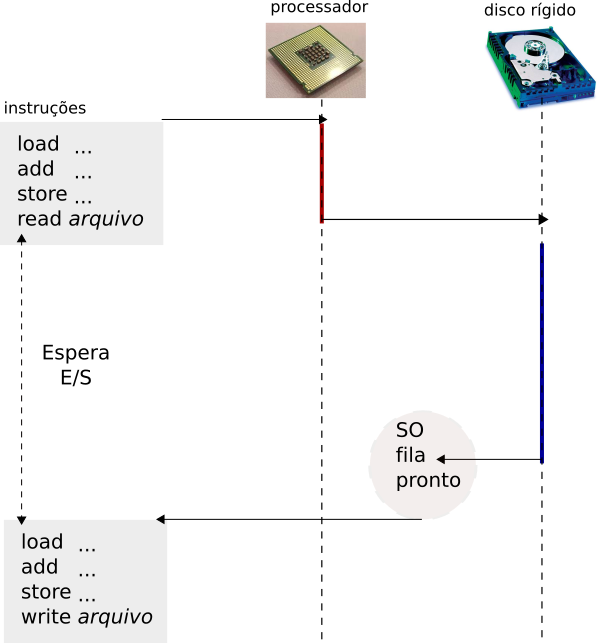 processador
disco rígido
instruções
load ...
add ...
store ...
read arquivo
Espera
E/S
SO
fila
pronto
load ...
add ...
store ...
write arquivo